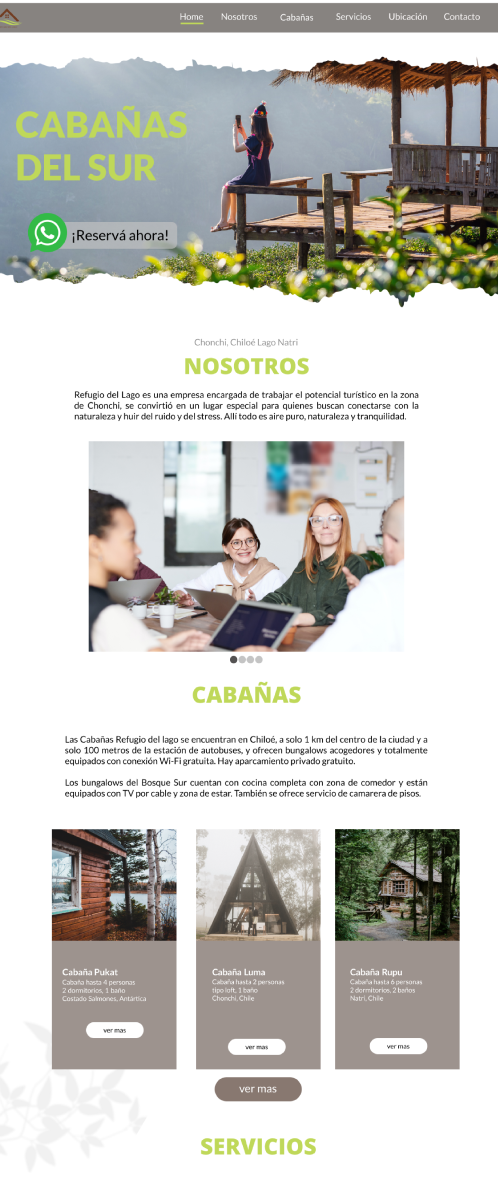 Home Nosotros Cabañas Servicios Ubicación Contacto
CABAÑAS
DEL SUR
¡Reservá ahora!
Chonchi, Chiloé Lago Natri
NOSOTROS
Refugio del Lago es una empresa encargada de trabajar el potencial turístico en la zona
de Chonchi, se convirtió en un lugar especial para quienes buscan conectarse con la
naturaleza y huir del ruido y del stress. Allí todo es aire puro, naturaleza y tranquilidad.
CABAÑAS
Las Cabañas Refugio del lago se encuentran en Chiloé, a solo 1 km del centro de la ciudad y a
solo 100 metros de la estación de autobuses, y ofrecen bungalows acogedores y totalmente
equipados con conexión Wi-Fi gratuita. Hay aparcamiento privado gratuito.
Los bungalows del Bosque Sur cuentan con cocina completa con zona de comedor y están
equipados con TV por cable y zona de estar. También se ofrece servicio de camarera de pisos.
Cabaña Pukat
Cabaña hasta 4 personas
2 dormitorios, 1 baño
Costado Salmones, Antártica
ver mas
Cabaña Luma
Cabaña hasta 2 personas
tipo loft, 1 baño
Chonchi, Chile
ver mas
Cabaña Rupu
Cabaña hasta 6 personas
2 dormitorios, 2 baños
Natri, Chile
ver mas
ver mas
SERVICIOS